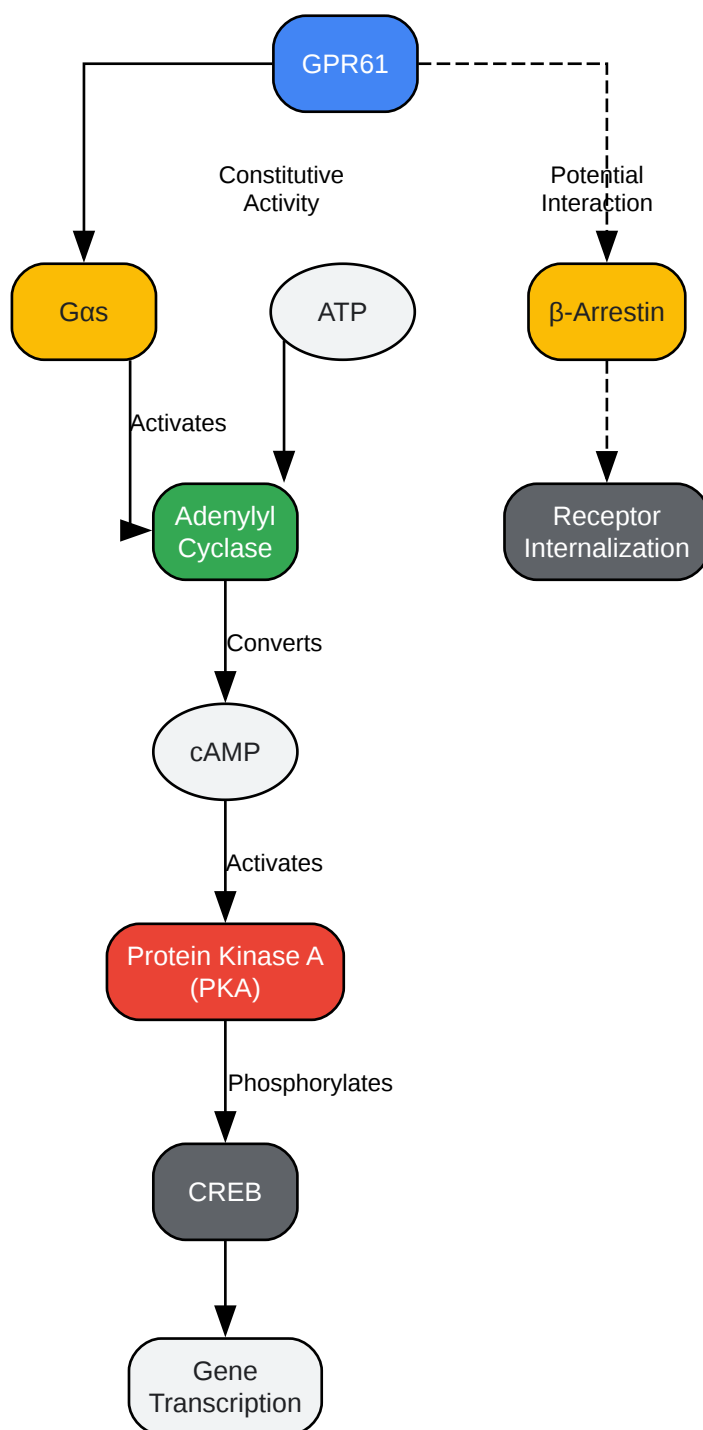 GPR61
Constitutive
Activity
Potential
Interaction
Gαs
ATP
β-Arrestin
Activates
Adenylyl
Cyclase
Receptor
Internalization
Converts
cAMP
Activates
Protein Kinase A
(PKA)
Phosphorylates
CREB
Gene
Transcription